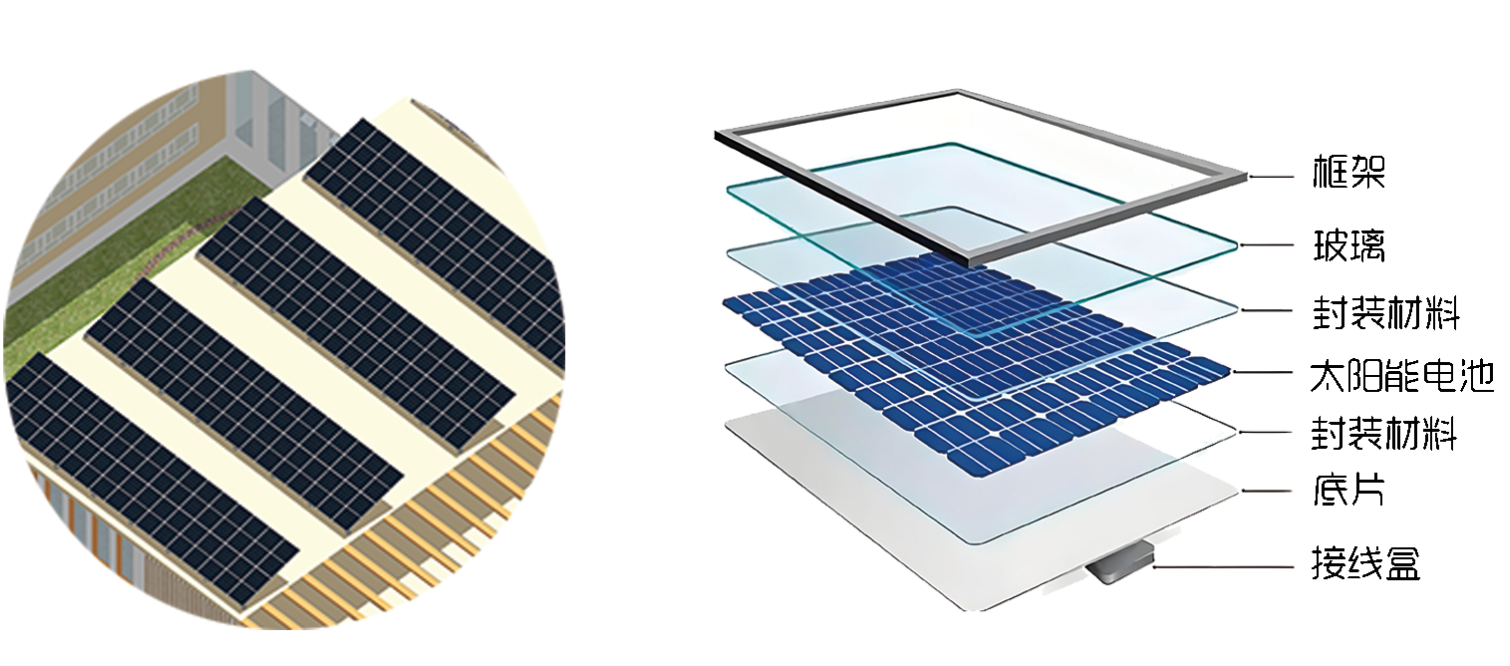 框架
玻璃
封装材料
太阳能电池
封装材料
底片
接线盒